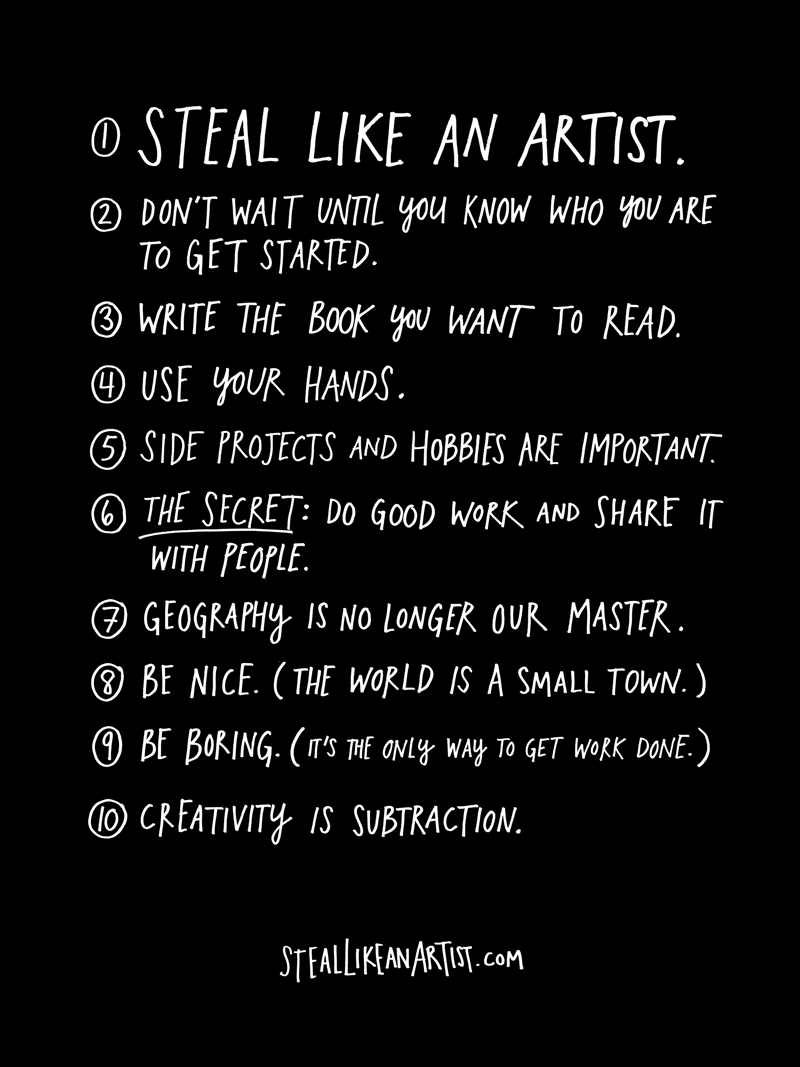 ① STEAL LIKE AN ARTIST.
② DON'T WAIT UNTIL YOU KNOW WHO YOU ARE
TO GET STARTED.
③ WRITE THE BOOK YOU WANT TO READ.
④ USE YOUR HANDS.
⑤ SIDE PROJECTS AND HOBBIES ARE IMPORTANT.
⑥ THE SECRET: DO GOOD WORK AND SHARE IT
WITH PEOPLE.
⑦ GEOGRAPHY IS NO LONGER OUR MASTER.
⑧ BE NICE. (THE WORLD IS A SMALL TOWN.)
⑨ BE BORING. (IT'S THE ONLY WAY TO GET WORK DONE.)
⑩ CREATIVITY IS SUBTRACTION.
STEALLIKEANARTIST.COM